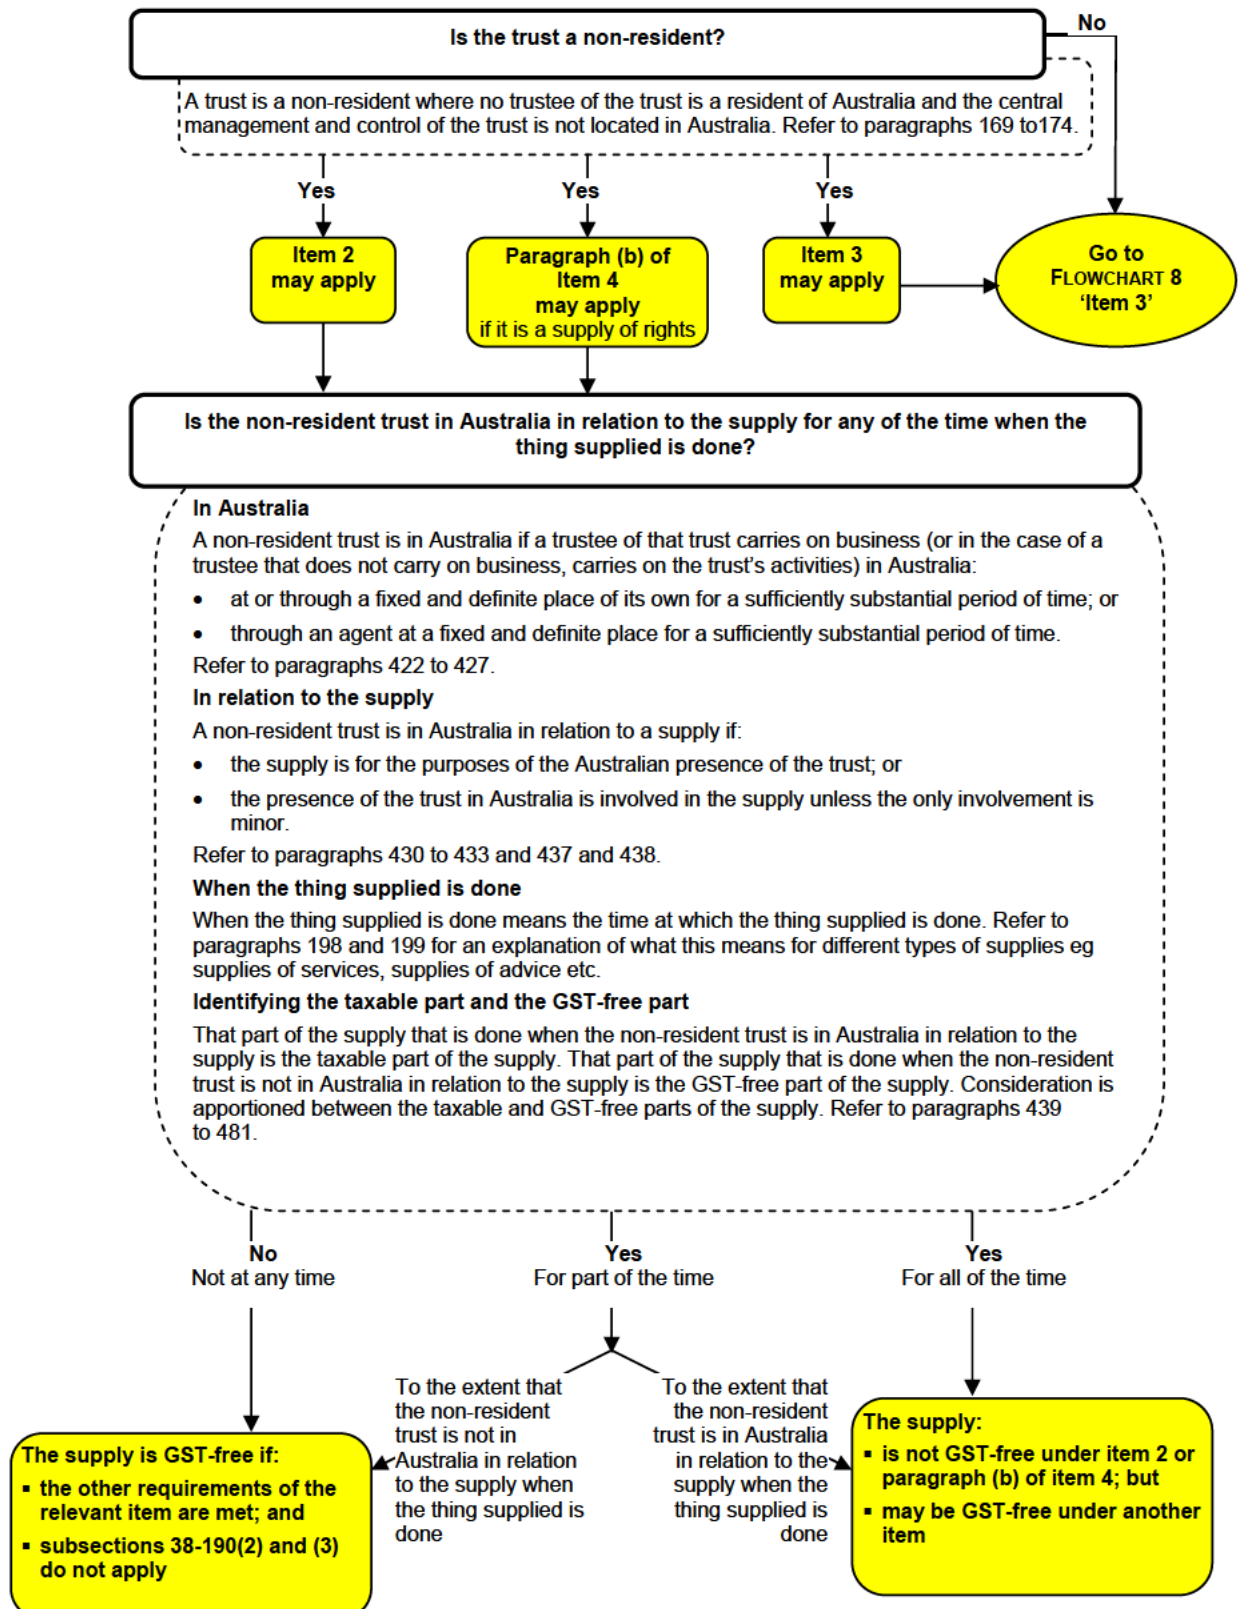 Is the trust a non-resident?
No
A trust is a non-resident where no trustee of the trust is a resident of Australia and the central
management and control of the trust is not located in Australia. Refer to paragraphs 169 to174.
Yes
Yes
Yes
Item 2
may apply
Paragraph (b) of
Item 4
may apply
if it is a supply of rights
Item 3
may apply
Go to
FLOWCHART 8
‘Item 3’
Is the non-resident trust in Australia in relation to the supply for any of the time when the
thing supplied is done?
In Australia
A non-resident trust is in Australia if a trustee of that trust carries on business (or in the case of a
trustee that does not carry on business, carries on the trust’s activities) in Australia:
• at or through a fixed and definite place of its own for a sufficiently substantial period of time; or
• through an agent at a fixed and definite place for a sufficiently substantial period of time.
Refer to paragraphs 422 to 427.
In relation to the supply
A non-resident trust is in Australia in relation to a supply if:
• the supply is for the purposes of the Australian presence of the trust; or
• the presence of the trust in Australia is involved in the supply unless the only involvement is
minor.
Refer to paragraphs 430 to 433 and 437 and 438.
When the thing supplied is done
When the thing supplied is done means the time at which the thing supplied is done. Refer to
paragraphs 198 and 199 for an explanation of what this means for different types of supplies eg
supplies of services, supplies of advice etc.
Identifying the taxable part and the GST-free part
That part of the supply that is done when the non-resident trust is in Australia in relation to the
supply is the taxable part of the supply. That part of the supply that is done when the non-resident
trust is not in Australia in relation to the supply is the GST-free part of the supply. Consideration is
apportioned between the taxable and GST-free parts of the supply. Refer to paragraphs 439
to 481.
No
Not at any time
Yes
For part of the time
Yes
For all of the time
To the extent that
the non-resident
trust is not in
Australia in relation
to the supply when
the thing supplied is
done
To the extent that
the non-resident
trust is in Australia
in relation to the
supply when the
thing supplied is
done
The supply is GST-free if:
▪ the other requirements of the
relevant item are met; and
▪ subsections 38-190(2) and (3)
do not apply
The supply:
▪ is not GST-free under item 2 or
paragraph (b) of item 4; but
▪ may be GST-free under another
item